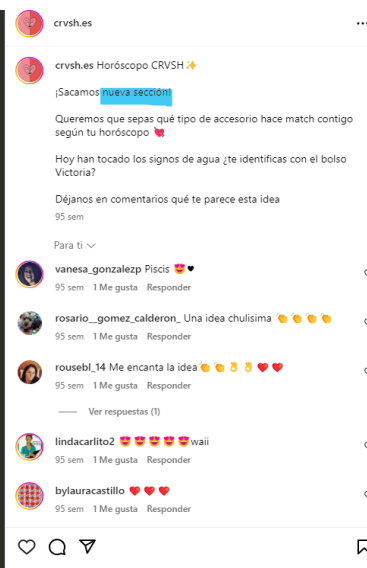 crvsh.es
crvsh.es Horóscopo CRVSH✨
¡Sacamos nueva sección!
Queremos que sepas qué tipo de accesorio hace match contigo
según tu horóscopo 💘
Hoy han tocado los signos de agua ¿te identificas con el bolso
Victoria?
Déjanos en comentarios qué te parece esta idea
95 sem
Para ti
vanesa_gonzalezp Piscis 😍🖤
95 sem 1 Me gusta Responder
rosario__gomez_calderon_ Una idea chulisima 👏👏👏👏
95 sem 1 Me gusta Responder
rousebl_14 Me encanta la idea👏👏👌👌❤️❤️
95 sem 1 Me gusta Responder
Ver respuestas (1)
lindacarlito2 😍😍😍😍😍waii
95 sem 1 Me gusta Responder
bylauracastillo ❤️❤️❤️
95 sem 1 Me gusta Responder